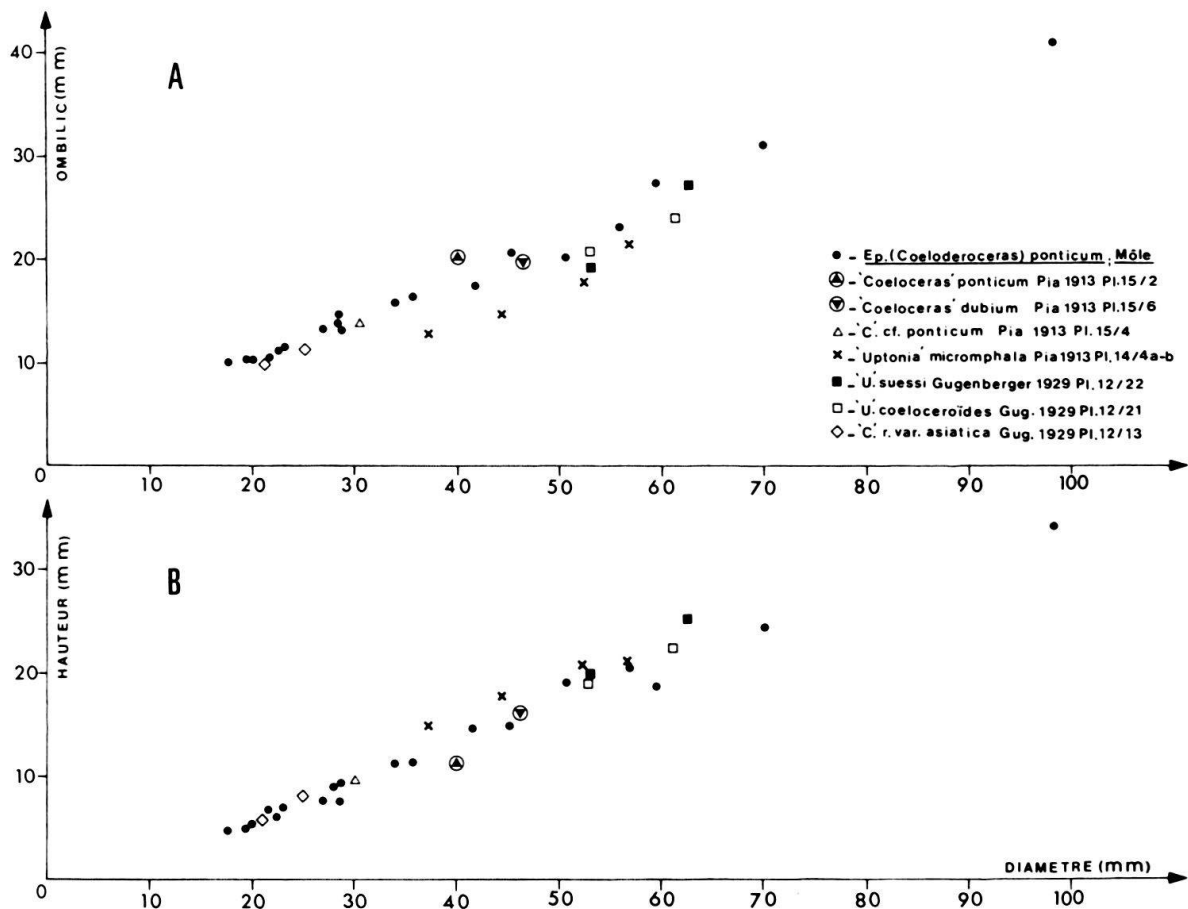 A
OMBILIC (mm)
40
30
20
10
0
● – Ep. (Coeloderoceras) ponticum ; Môle
– 'Coeloceras' ponticum Pia 1913 Pl.15/2
– 'Coeloceras' dubium Pia 1913 Pl.15/6
△ – 'C.' cf. ponticum Pia 1913 Pl.15/4
× – 'Uptonia' micromphala Pia 1913 Pl.14/4a-b
■ – 'U.' suessi Gugenberger 1929 Pl.12/22
□ – 'U.' coeloceroïdes Gug. 1929 Pl.12/21
◇ – 'C.' r. var. asiatica Gug. 1929 Pl.12/13
10 20 30 40 50 60 70 80 90 100
B
HAUTEUR (mm)
30
20
10
0
DIAMETRE (mm)
10 20 30 40 50 60 70 80 90 100